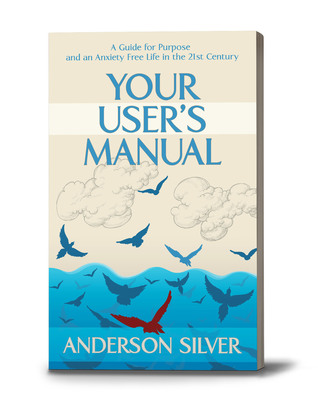 A Guide for Purpose
and an Anxiety Free Life in the 21st Century
YOUR
USER'S
MANUAL
ANDERSON SILVER